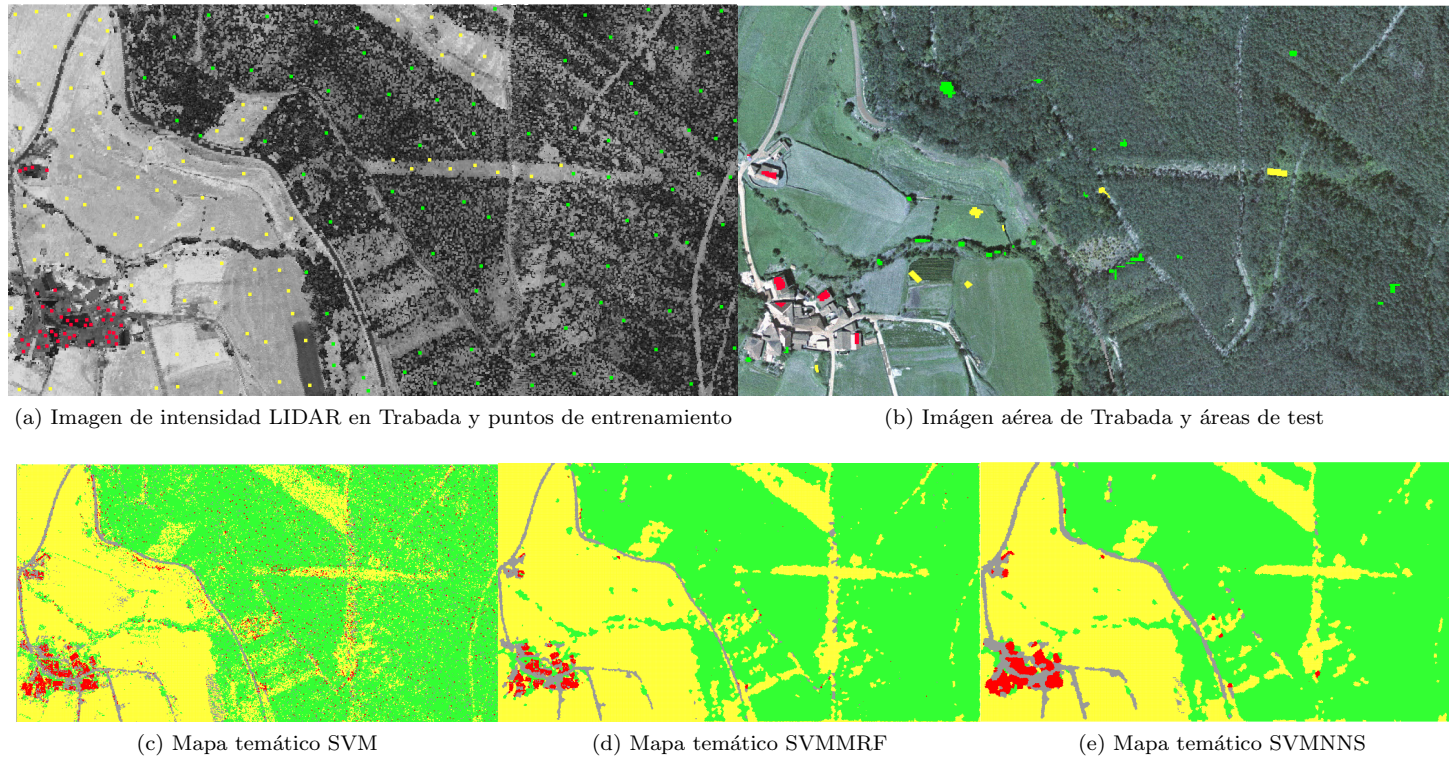 (a) Imagen de intensidad LIDAR en Trabada y puntos de entrenamiento
(b) Imágen aérea de Trabada y áreas de test
(c) Mapa temático SVM
(d) Mapa temático SVMMRF
(e) Mapa temático SVMNNS